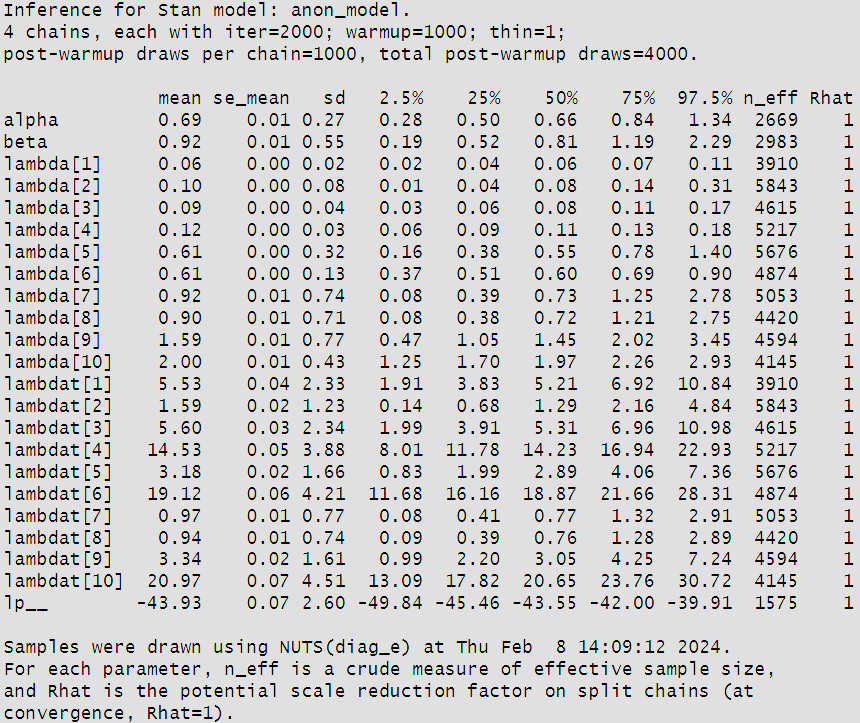 Inference for Stan model: anon_model.
4 chains, each with iter=2000; warmup=1000; thin=1;
post-warmup draws per chain=1000, total post-warmup draws=4000.

             mean se_mean   sd   2.5%    25%    50%    75%  97.5% n_eff Rhat
alpha        0.69    0.01 0.27   0.28   0.50   0.66   0.84   1.34  2669    1
beta         0.92    0.01 0.55   0.19   0.52   0.81   1.19   2.29  2983    1
lambda[1]    0.06    0.00 0.02   0.02   0.04   0.06   0.07   0.11  3910    1
lambda[2]    0.10    0.00 0.08   0.01   0.04   0.08   0.14   0.31  5843    1
lambda[3]    0.09    0.00 0.04   0.03   0.06   0.08   0.11   0.17  4615    1
lambda[4]    0.12    0.00 0.03   0.06   0.09   0.11   0.13   0.18  5217    1
lambda[5]    0.61    0.00 0.32   0.16   0.38   0.55   0.78   1.40  5676    1
lambda[6]    0.61    0.00 0.13   0.37   0.51   0.60   0.69   0.90  4874    1
lambda[7]    0.92    0.01 0.74   0.08   0.39   0.73   1.25   2.78  5053    1
lambda[8]    0.90    0.01 0.71   0.08   0.38   0.72   1.21   2.75  4420    1
lambda[9]    1.59    0.01 0.77   0.47   1.05   1.45   2.02   3.45  4594    1
lambda[10]   2.00    0.01 0.43   1.25   1.70   1.97   2.26   2.93  4145    1
lambdat[1]   5.53    0.04 2.33   1.91   3.83   5.21   6.92  10.84  3910    1
lambdat[2]   1.59    0.02 1.23   0.14   0.68   1.29   2.16   4.84  5843    1
lambdat[3]   5.60    0.03 2.34   1.99   3.91   5.31   6.96  10.98  4615    1
lambdat[4]  14.53    0.05 3.88   8.01  11.78  14.23  16.94  22.93  5217    1
lambdat[5]   3.18    0.02 1.66   0.83   1.99   2.89   4.06   7.36  5676    1
lambdat[6]  19.12    0.06 4.21  11.68  16.16  18.87  21.66  28.31  4874    1
lambdat[7]   0.97    0.01 0.77   0.08   0.41   0.77   1.32   2.91  5053    1
lambdat[8]   0.94    0.01 0.74   0.09   0.39   0.76   1.28   2.89  4420    1
lambdat[9]   3.34    0.02 1.61   0.99   2.20   3.05   4.25   7.24  4594    1
lambdat[10] 20.97    0.07 4.51  13.09  17.82  20.65  23.76  30.72  4145    1
lp__       -43.93    0.07 2.60 -49.84 -45.46 -43.55 -42.00 -39.91  1575    1

Samples were drawn using NUTS(diag_e) at Thu Feb  8 14:09:12 2024.
For each parameter, n_eff is a crude measure of effective sample size,
and Rhat is the potential scale reduction factor on split chains (at
convergence, Rhat=1).